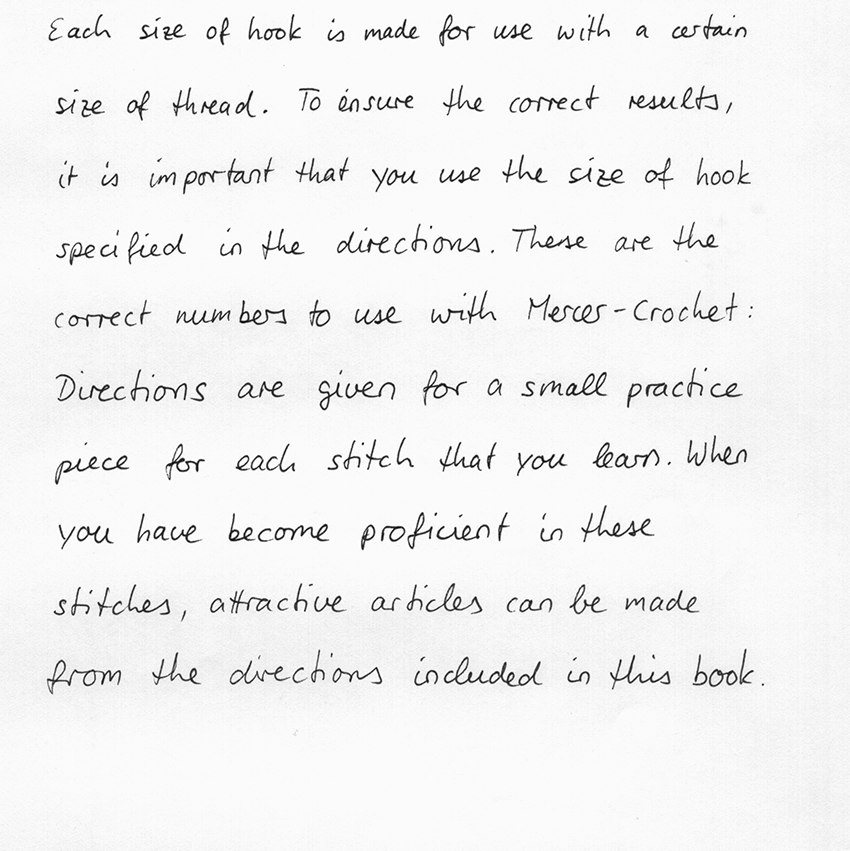 Each size of hook is made for use with a certain
size of thread. To ensure the correct results,
it is important that you use the size of hook
specified in the directions. These are the
correct numbers to use with Mercer-Crochet:
Directions are given for a small practice
piece for each stitch that you learn. When
you have become proficient in these
stitches, attractive articles can be made
from the directions included in this book.